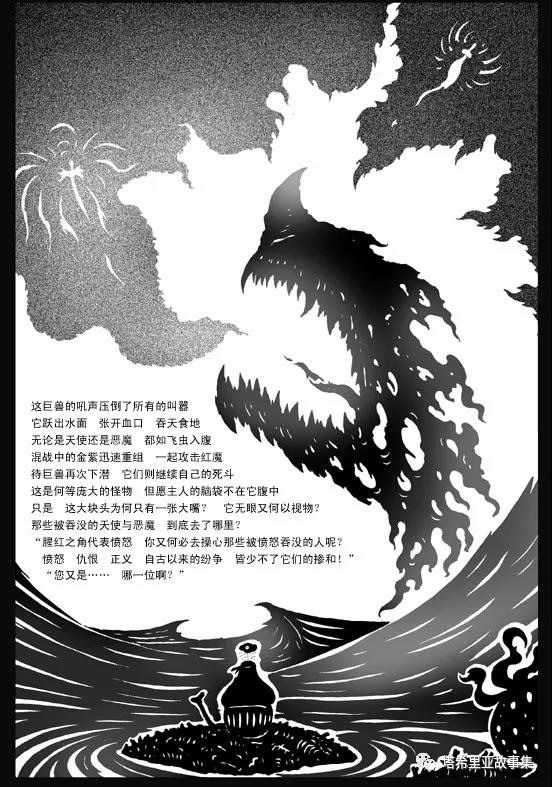 这巨兽的吼声压倒了所有的叫嚣
它跃出水面 张开血口 吞天食地
无论是天使还是恶魔 都如飞虫入腹
混战中的金紫迅速重组 一起攻击红魔
待巨兽再次下潜 它们则继续自己的死斗
这是何等庞大的怪物 但愿主人的脑袋不在它腹中
只是 这大块头为何只有一张大嘴? 它无眼又何以视物?
那些被吞没的天使与恶魔 到底去了哪里?
“腥红之角代表愤怒 你又何必去操心那些被愤怒吞没的人呢?
愤怒 仇恨 正义 自古以来的纷争 皆少不了它们的掺和!”
“您又是…… 哪一位啊?”
塔希里亚故事集